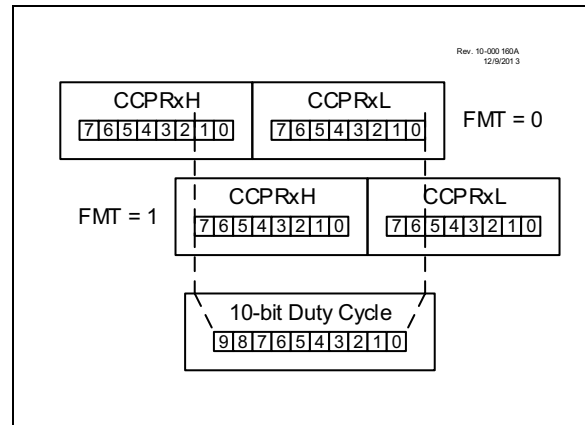 Rev. 10-000 160A
12/9/201 3
CCPRxH CCPRxL
7 6 5 4 3 2 1 0 7 6 5 4 3 2 1 0
FMT = 0
CCPRxH CCPRxL
FMT = 1
7 6 5 4 3 2 1 0 7 6 5 4 3 2 1 0
10-bit Duty Cycle
9 8 7 6 5 4 3 2 1 0